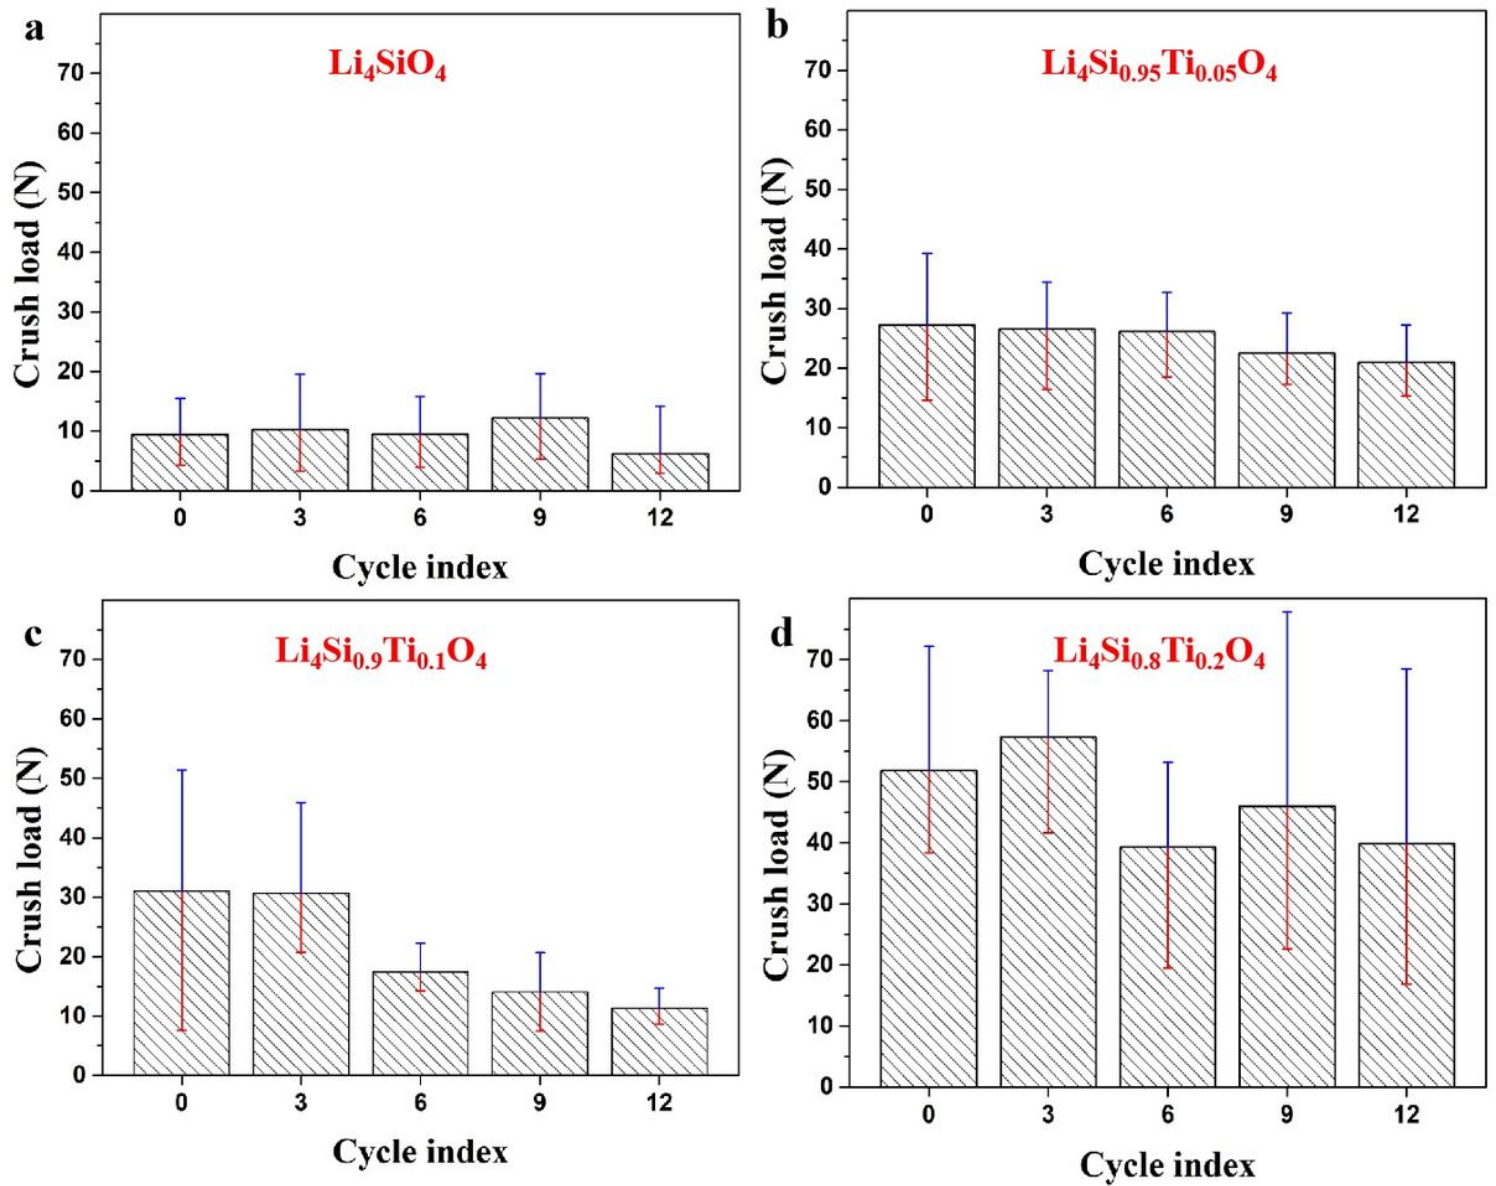 a
Li₄SiO₄
Crush load (N)
70
60
50
40
30
20
10
0
0 3 6 9 12
Cycle index
b
Li₄Si₀.₉₅Ti₀.₀₅O₄
Crush load (N)
70
60
50
40
30
20
10
0
0 3 6 9 12
Cycle index
c
Li₄Si₀.₉Ti₀.₁O₄
Crush load (N)
70
60
50
40
30
20
10
0
0 3 6 9 12
Cycle index
d
Li₄Si₀.₈Ti₀.₂O₄
Crush load (N)
70
60
50
40
30
20
10
0
0 3 6 9 12
Cycle index